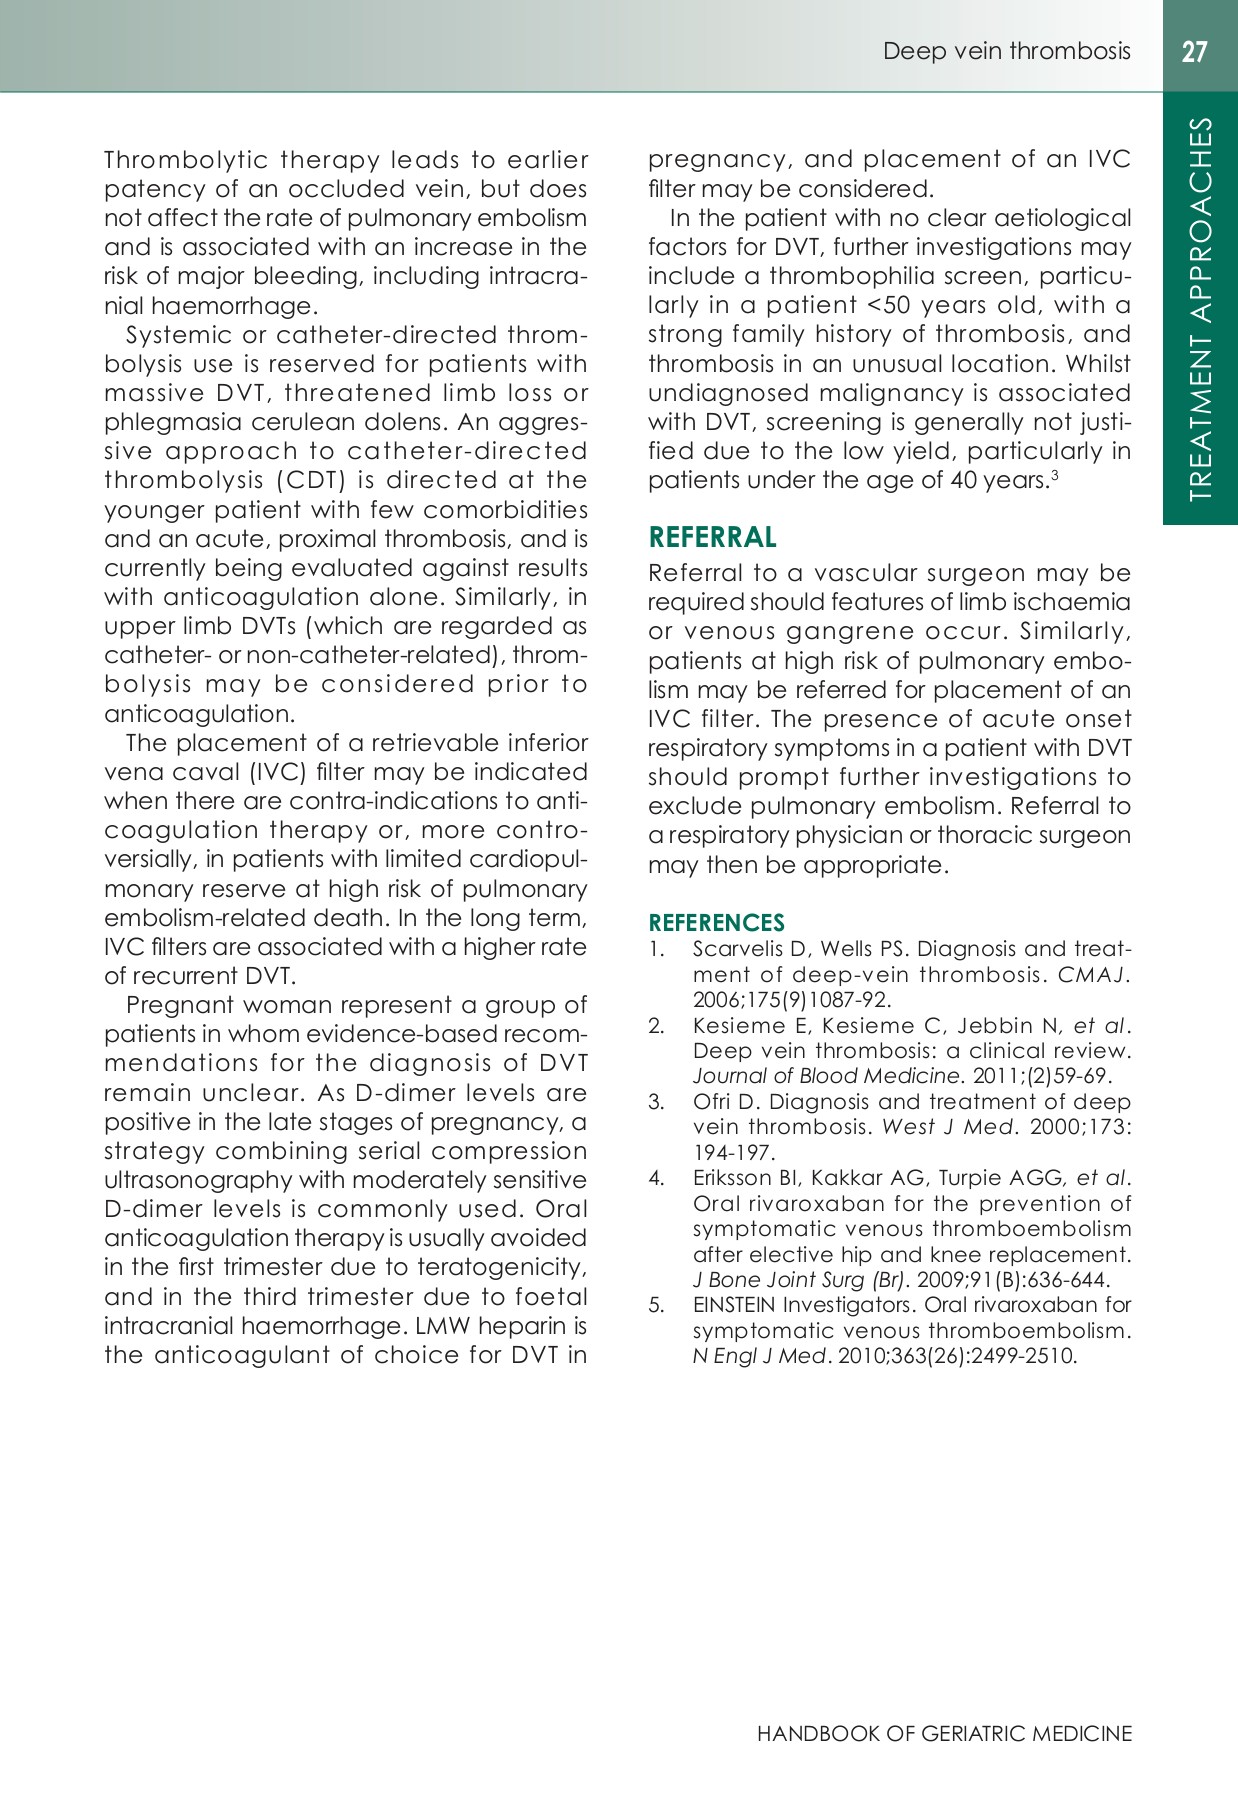 Deep vein thrombosis
27
TREATMENT APPROACHES
Thrombolytic therapy leads to earlier
patency of an occluded vein, but does
not affect the rate of pulmonary embolism
and is associated with an increase in the
risk of major bleeding, including intracra-
nial haemorrhage.
Systemic or catheter-directed throm-
bolysis use is reserved for patients with
massive DVT, threatened limb loss or
phlegmasia cerulean dolens. An aggres-
sive approach to catheter-directed
thrombolysis (CDT) is directed at the
younger patient with few comorbidities
and an acute, proximal thrombosis, and is
currently being evaluated against results
with anticoagulation alone. Similarly, in
upper limb DVTs (which are regarded as
catheter- or non-catheter-related), throm-
bolysis may be considered prior to
anticoagulation.
The placement of a retrievable inferior
vena caval (IVC) filter may be indicated
when there are contra-indications to anti-
coagulation therapy or, more contro-
versially, in patients with limited cardiopul-
monary reserve at high risk of pulmonary
embolism-related death. In the long term,
IVC filters are associated with a higher rate
of recurrent DVT.
Pregnant woman represent a group of
patients in whom evidence-based recom-
mendations for the diagnosis of DVT
remain unclear. As D-dimer levels are
positive in the late stages of pregnancy, a
strategy combining serial compression
ultrasonography with moderately sensitive
D-dimer levels is commonly used. Oral
anticoagulation therapy is usually avoided
in the first trimester due to teratogenicity,
and in the third trimester due to foetal
intracranial haemorrhage. LMW heparin is
the anticoagulant of choice for DVT in
pregnancy, and placement of an IVC
filter may be considered.
In the patient with no clear aetiological
factors for DVT, further investigations may
include a thrombophilia screen, particu-
larly in a patient <50 years old, with a
strong family history of thrombosis, and
thrombosis in an unusual location. Whilst
undiagnosed malignancy is associated
with DVT, screening is generally not justi-
fied due to the low yield, particularly in
patients under the age of 40 years.³
REFERRAL
Referral to a vascular surgeon may be
required should features of limb ischaemia
or venous gangrene occur. Similarly,
patients at high risk of pulmonary embo-
lism may be referred for placement of an
IVC filter. The presence of acute onset
respiratory symptoms in a patient with DVT
should prompt further investigations to
exclude pulmonary embolism. Referral to
a respiratory physician or thoracic surgeon
may then be appropriate.
REFERENCES
1. Scarvelis D, Wells PS. Diagnosis and treat-
ment of deep-vein thrombosis. CMAJ.
2006;175(9)1087-92.
2. Kesieme E, Kesieme C, Jebbin N, et al.
Deep vein thrombosis: a clinical review.
Journal of Blood Medicine. 2011;(2)59-69.
3. Ofri D. Diagnosis and treatment of deep
vein thrombosis. West J Med. 2000;173:
194-197.
4. Eriksson BI, Kakkar AG, Turpie AGG, et al.
Oral rivaroxaban for the prevention of
symptomatic venous thromboembolism
after elective hip and knee replacement.
J Bone Joint Surg (Br). 2009;91(B):636-644.
5. EINSTEIN Investigators. Oral rivaroxaban for
symptomatic venous thromboembolism.
N Engl J Med. 2010;363(26):2499-2510.
HANDBOOK OF GERIATRIC MEDICINE